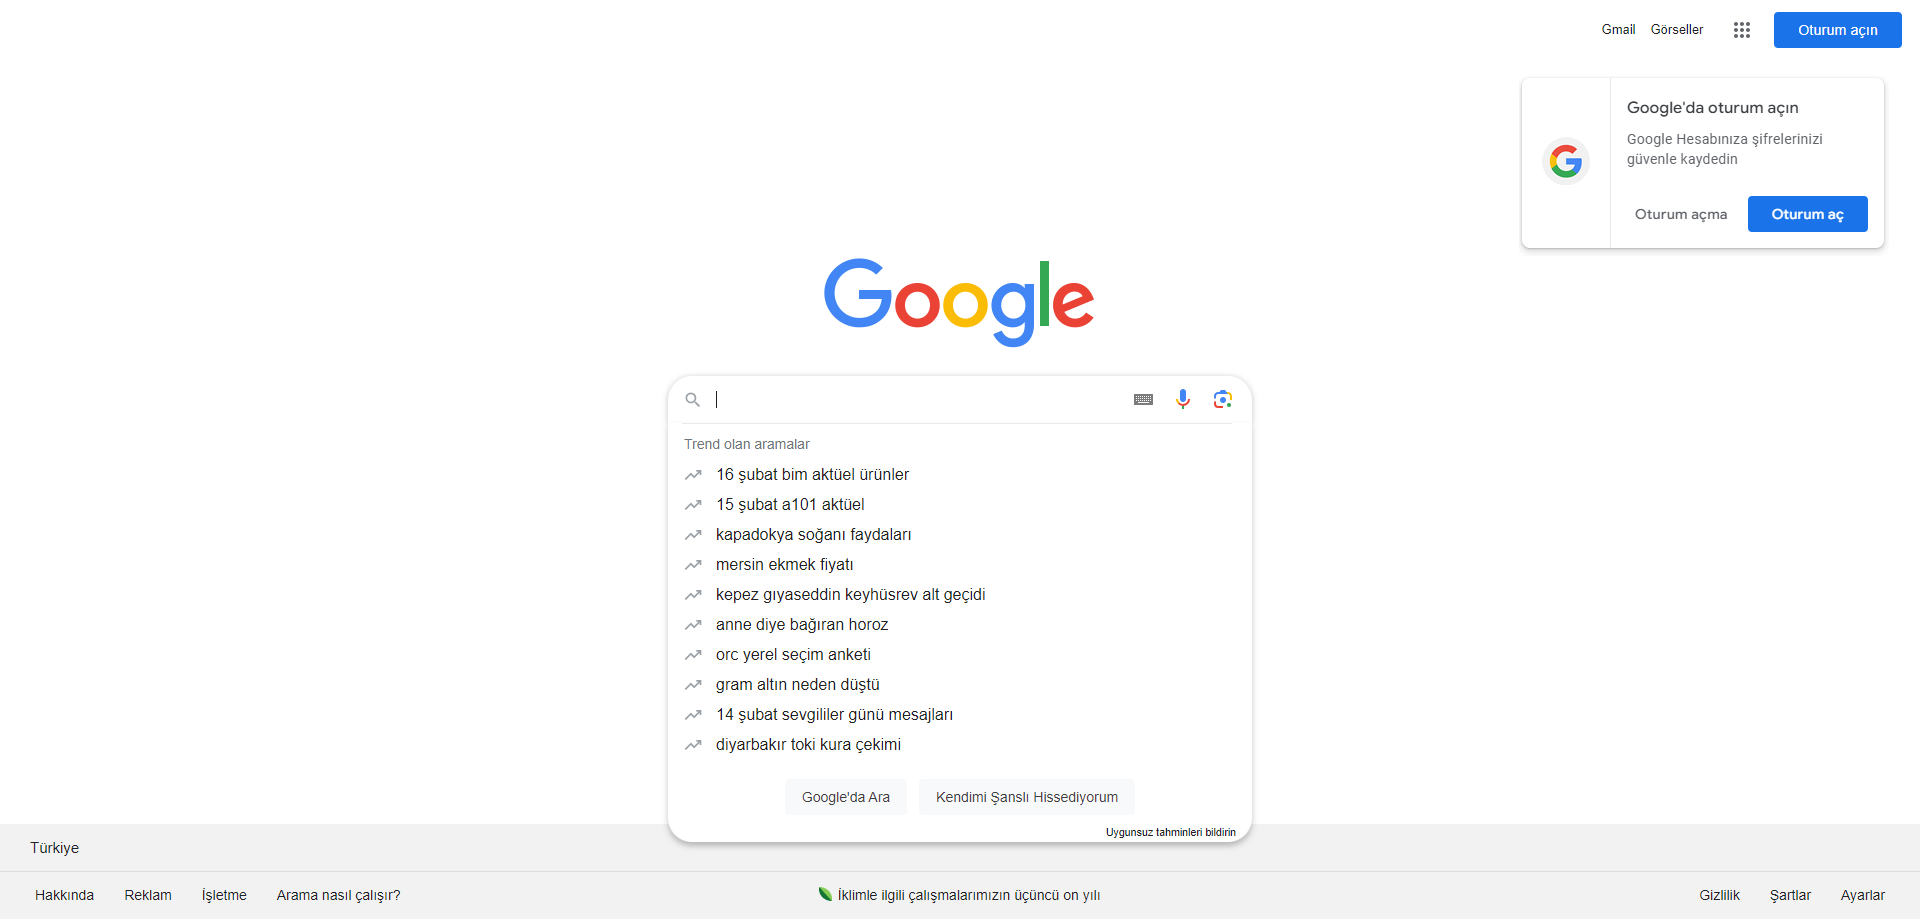 Gmail Görseller Oturum açın
Google'da oturum açın
Google Hesabınıza şifrelerinizi
güvenle kaydedin
Oturum açma Oturum aç
Google
Trend olan aramalar
16 şubat bim aktüel ürünler
15 şubat a101 aktüel
kapadokya soğanı faydaları
mersin ekmek fiyatı
kepez gıyaseddin keyhüsrev alt geçidi
anne diye bağıran horoz
orc yerel seçim anketi
gram altın neden düştü
14 şubat sevgililer günü mesajları
diyarbakır toki kura çekimi
Google'da Ara Kendimi Şanslı Hissediyorum
Uygunsuz tahminleri bildirin
Türkiye
Hakkında Reklam İşletme Arama nasıl çalışır? İklimle ilgili çalışmalarımızın üçüncü on yılı Gizlilik Şartlar Ayarlar